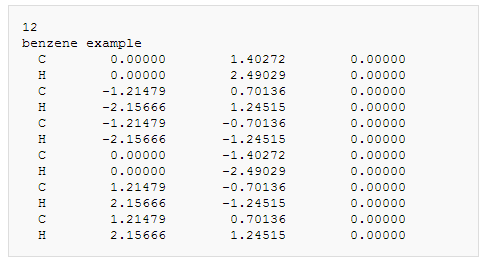 12
benzene example
C 0.00000 1.40272 0.00000
H 0.00000 2.49029 0.00000
C -1.21479 0.70136 0.00000
H -2.15666 1.24515 0.00000
C -1.21479 -0.70136 0.00000
H -2.15666 -1.24515 0.00000
C 0.00000 -1.40272 0.00000
H 0.00000 -2.49029 0.00000
C 1.21479 -0.70136 0.00000
H 2.15666 -1.24515 0.00000
C 1.21479 0.70136 0.00000
H 2.15666 1.24515 0.00000